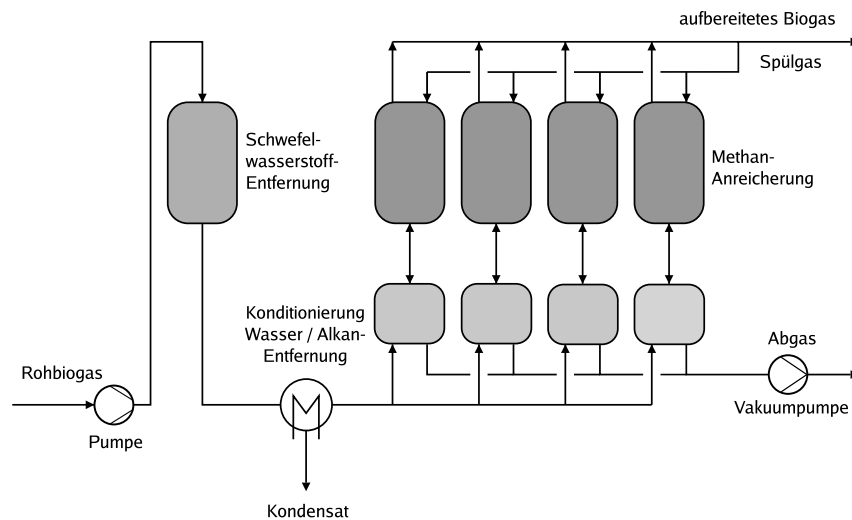 aufbereitetes Biogas
Spülgas
Schwefel-
wasserstoff-
Entfernung
Methan-
Anreicherung
Konditionierung
Wasser / Alkan-
Entfernung
Abgas
Rohbiogas
Vakuumpumpe
Pumpe
Kondensat